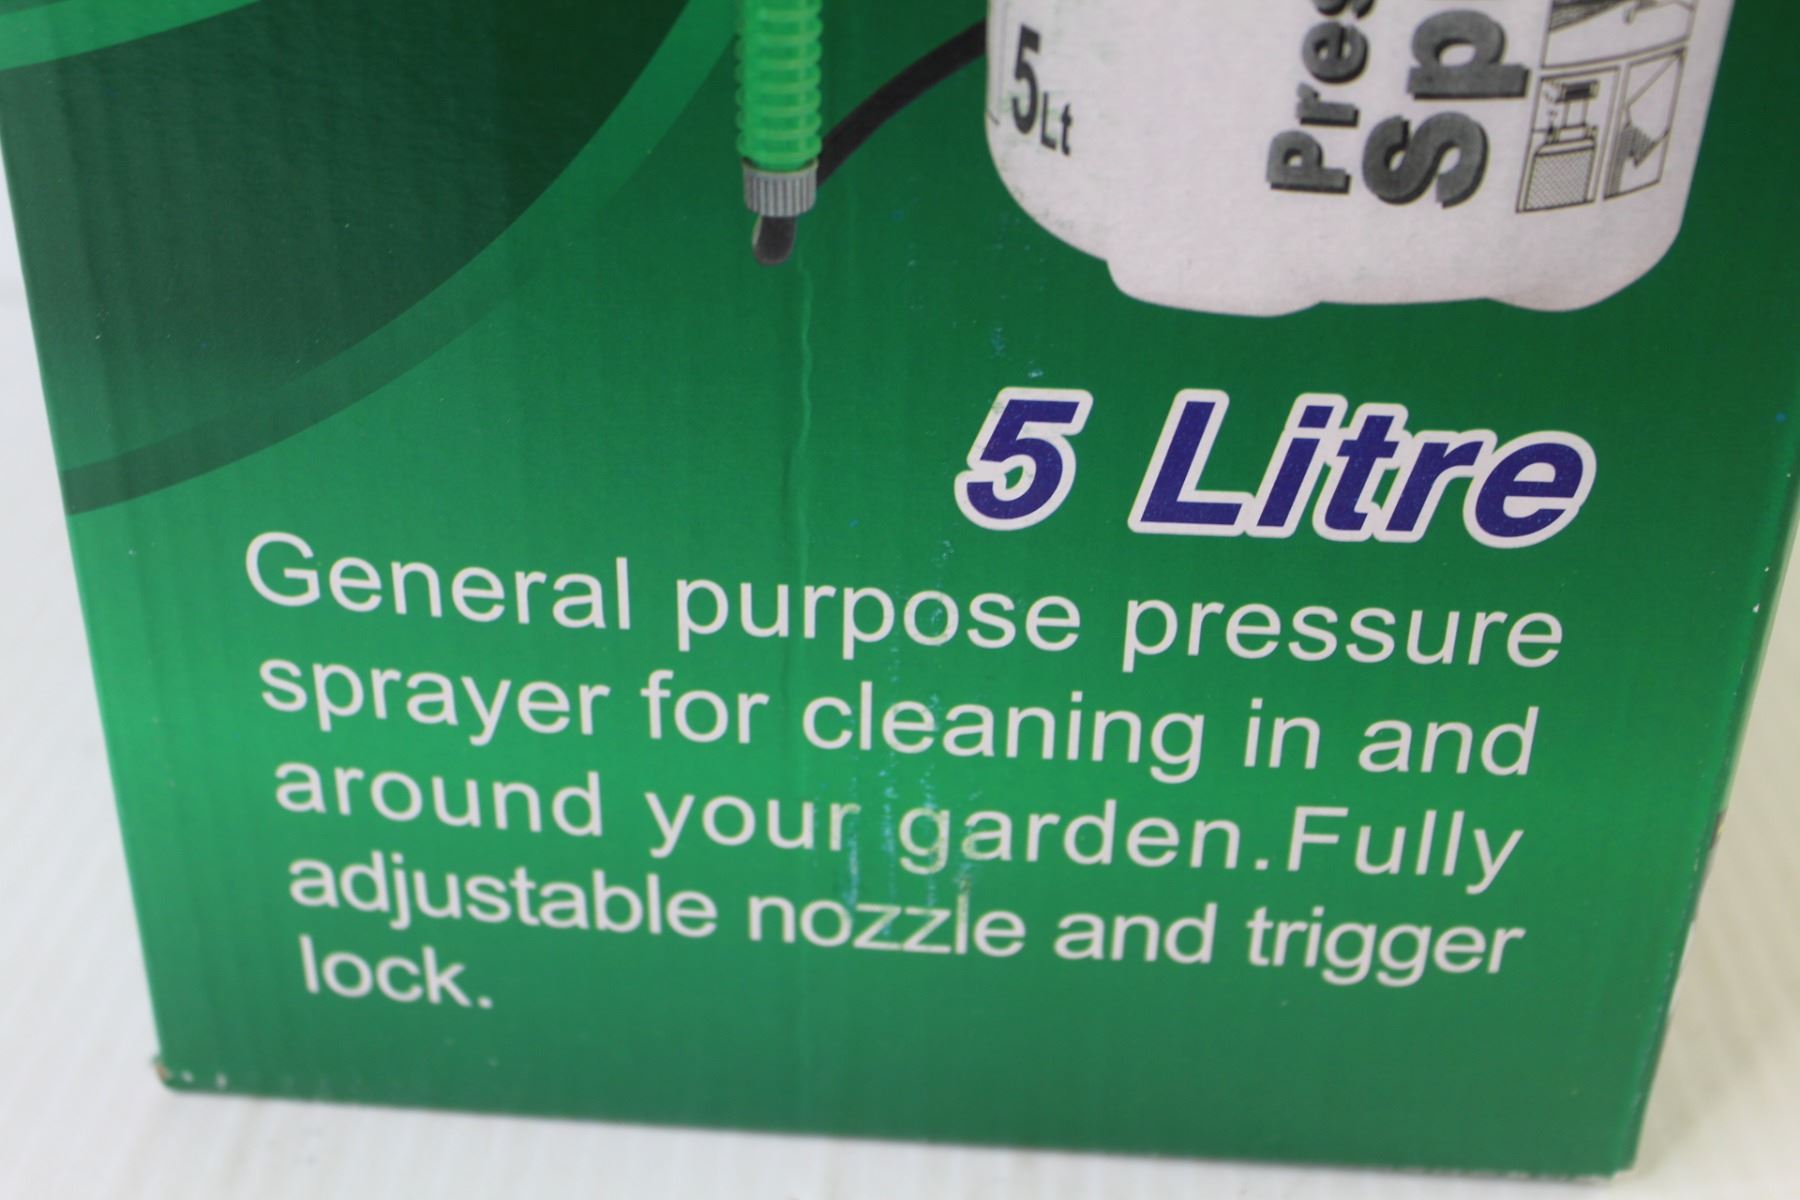 5Lt
5 Litre
General purpose pressure
sprayer for cleaning in and
around your garden.Fully
adjustable nozzle and trigger
lock.